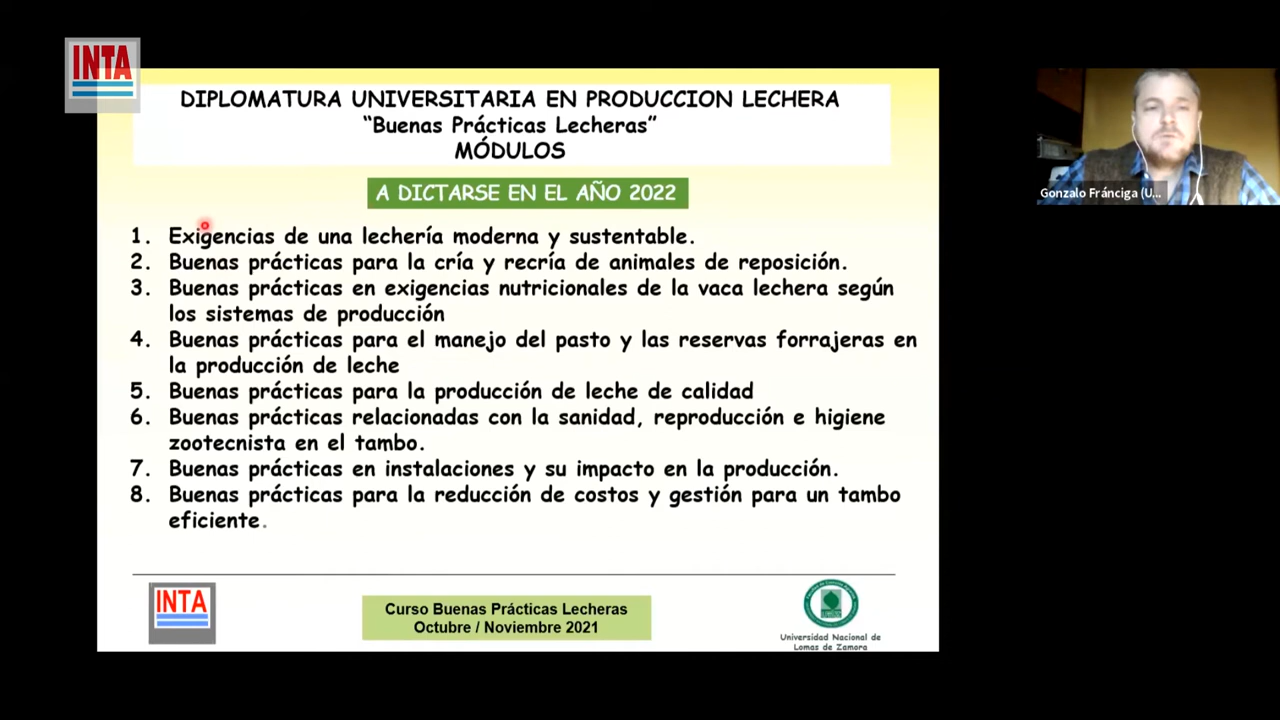 INTA
DIPLOMATURA UNIVERSITARIA EN PRODUCCION LECHERA
“Buenas Prácticas Lecheras”
MÓDULOS
A DICTARSE EN EL AÑO 2022
1. Exigencias de una lechería moderna y sustentable.
2. Buenas prácticas para la cría y recría de animales de reposición.
3. Buenas prácticas en exigencias nutricionales de la vaca lechera según
los sistemas de producción
4. Buenas prácticas para el manejo del pasto y las reservas forrajeras en
la producción de leche
5. Buenas prácticas para la producción de leche de calidad
6. Buenas prácticas relacionadas con la sanidad, reproducción e higiene
zootecnista en el tambo.
7. Buenas prácticas en instalaciones y su impacto en la producción.
8. Buenas prácticas para la reducción de costos y gestión para un tambo
eficiente.
INTA
Curso Buenas Prácticas Lecheras
Octubre / Noviembre 2021
Universidad Nacional de
Lomas de Zamora
Gonzalo Fránciga (U...